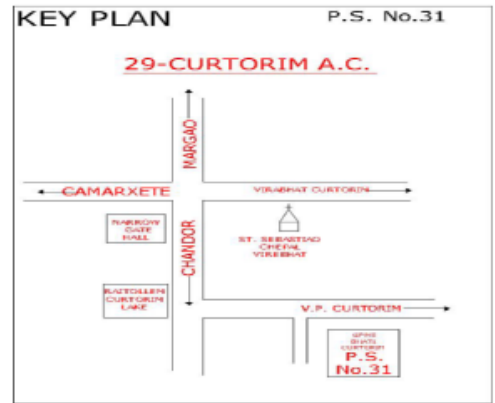 KEY PLAN
P.S. No.31
29-CURTORIM A.C.
MARGAO
CAMARXETE
VIRABHAT CURTORIM
NARROW
GATE
HALL
CHANDOR
ST. SEBASTIAO
CHEPAL
VIREBHAT
RAITOLLEM
CURTORIM
LAKE
V.P. CURTORIM
CURTORIM
P.S.
No.31